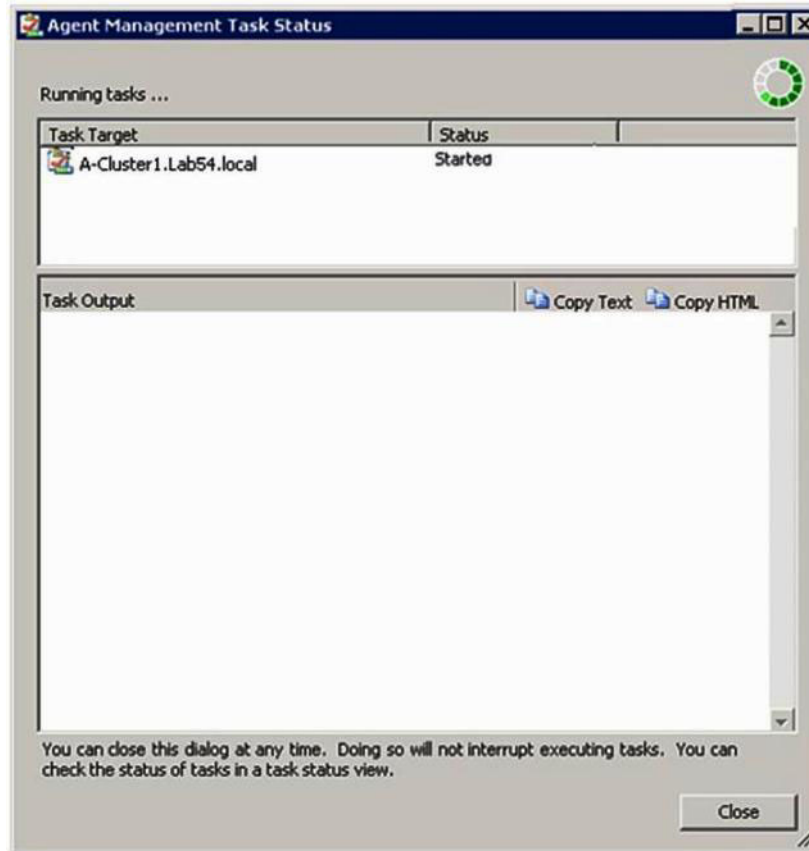 Agent Management Task Status
Running tasks ...
Task Target Status
A-Cluster1.Lab54.local Started
Task Output Copy Text Copy HTML
You can close this dialog at any time. Doing so will not interrupt executing tasks. You can
check the status of tasks in a task status view.
Close